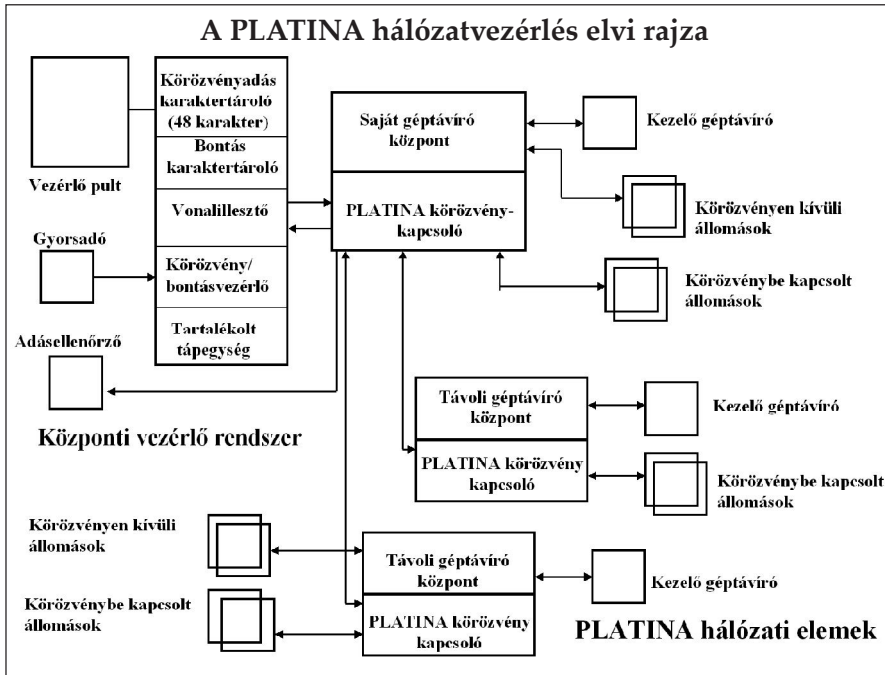 A PLATINA hálózatvezérlés elvi rajza
Körözvényadás
karaktertároló
(48 karakter)
Bontás
karaktertároló
Vonalillesztő
Körözvény/
bontásvezérlő
Tartalékolt
tápegység
Vezérlő pult
Gyorsadó
Adásellenőrző
Központi vezérlő rendszer
Saját géptávíró
központ
PLATINA körözvény-
kapcsoló
Kezelő géptávíró
Körözvényen kívüli
állomások
Körözvénybe kapcsolt
állomások
Távoli géptávíró
központ
PLATINA körözvény
kapcsoló
Kezelő géptávíró
Körözvénybe kapcsolt
állomások
Körözvényen kívüli
állomások
Körözvénybe kapcsolt
állomások
Távoli géptávíró
központ
PLATINA körözvény
kapcsoló
Kezelő géptávíró
PLATINA hálózati elemek